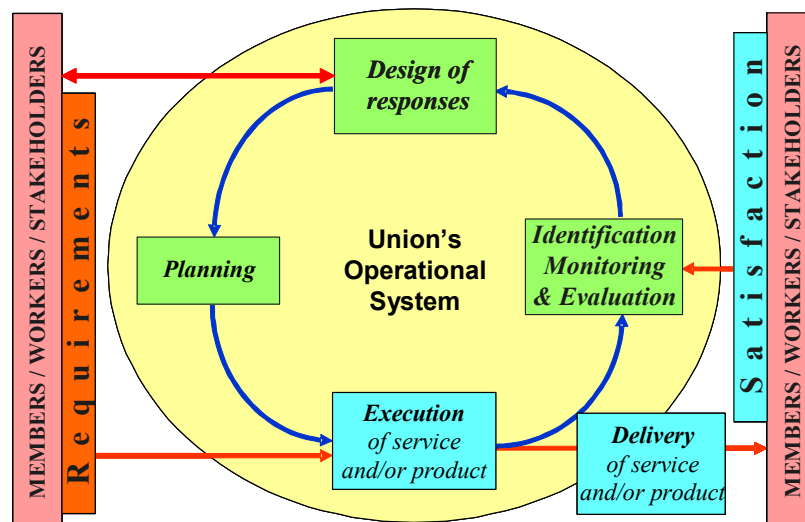 MEMBERS / WORKERS / STAKEHOLDERS
Requirements
Design of
responses
Planning
Union's
Operational
System
Identification
Monitoring
& Evaluation
Execution
of service
and/or product
Delivery
of service
and/or product
Satisfaction
MEMBERS / WORKERS / STAKEHOLDERS